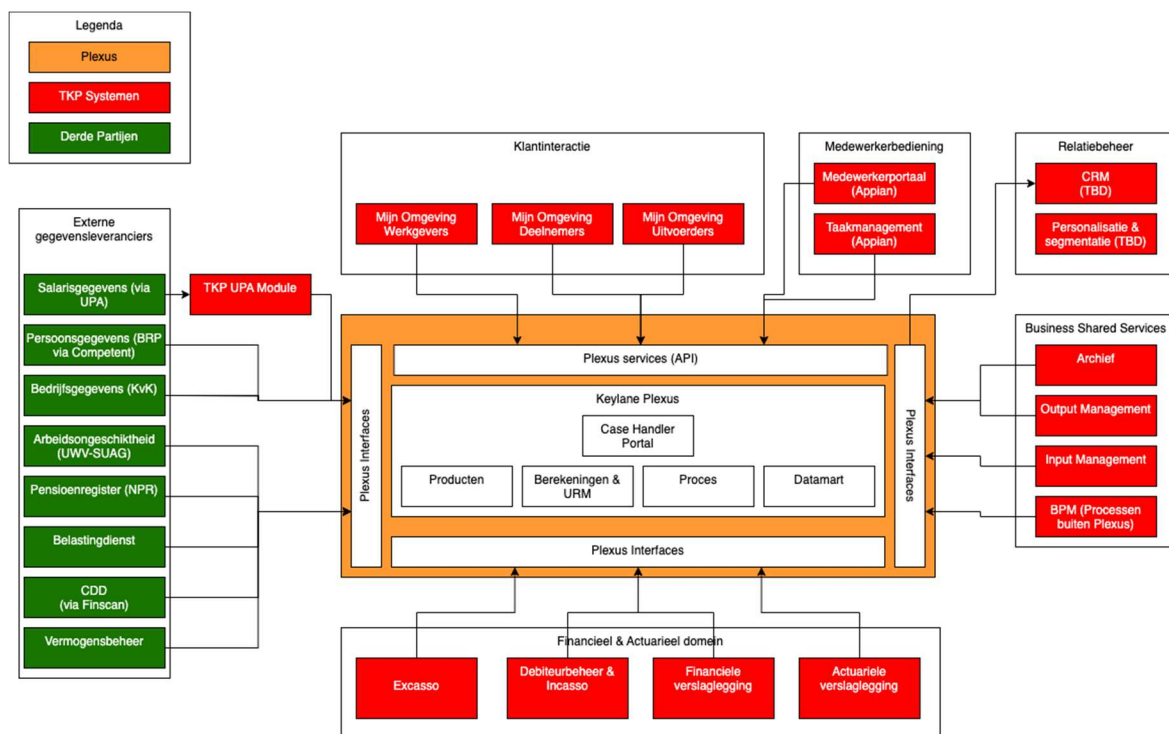 Legenda
Plexus
TKP Systemen
Derde Partijen
Klantinteractie
Mijn Omgeving
Werkgevers
Mijn Omgeving
Deelnemers
Mijn Omgeving
Uitvoerders
Medewerkerbediening
Medewerkerportaal
(Appian)
Taakmanagement
(Appian)
Relatiebeheer
CRM
(TBD)
Personalisatie &
segmentatie (TBD)
Externe
gegevensleveranciers
Salarisgegevens (via
UPA)
TKP UPA Module
Persoonsgegevens (BRP
via Competent)
Bedrijfsgegevens (KvK)
Arbeidsongeschiktheid
(UWV-SUAG)
Pensioenregister (NPR)
Belastingdienst
CDD
(via Finscan)
Vermogensbeheer
Plexus Interfaces
Plexus services (API)
Keylane Plexus
Case Handler
Portal
Producten
Berekeningen &
URM
Proces
Datamart
Plexus Interfaces
Plexus Interfaces
Business Shared Services
Archief
Output Management
Input Management
BPM (Processen
buiten Plexus)
Financieel & Actuarieel domein
Excasso
Debiteurbeheer &
Incasso
Financiele
verslaglegging
Actuariele
verslaglegging